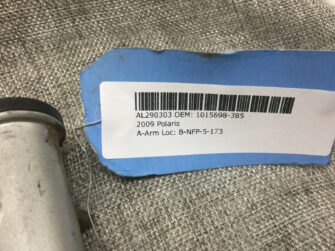 AL290303 OEM: 1015698-385
2009 Polaris
A-Arm Loc: B-NFP-5-173